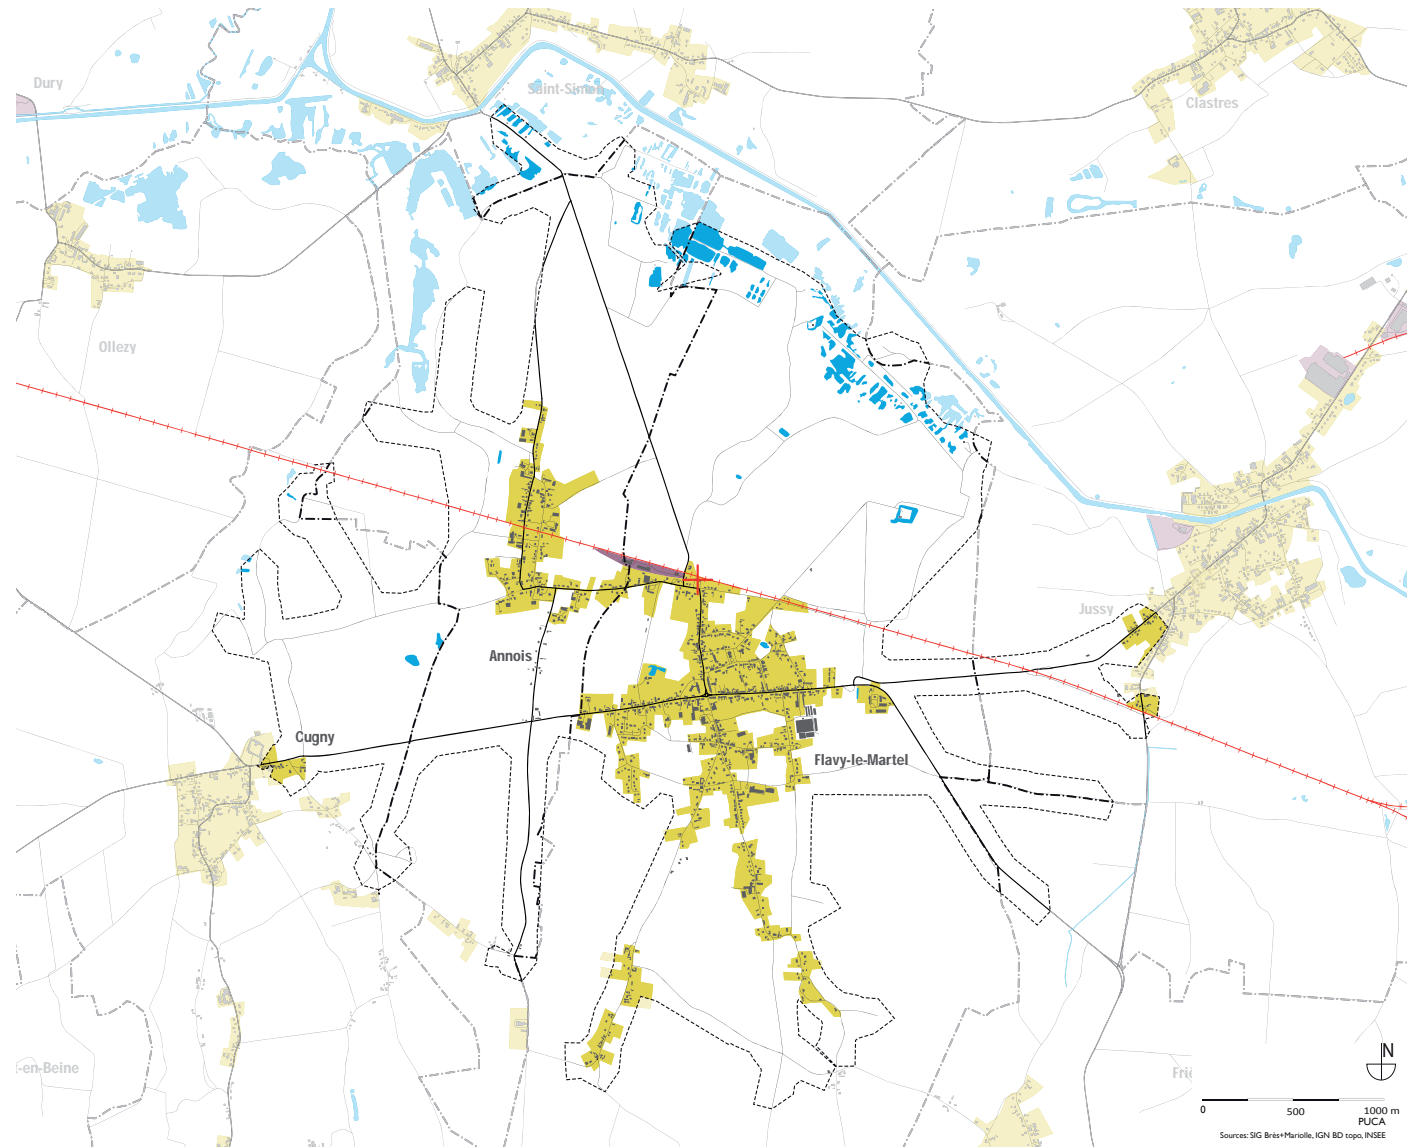 Dury
Saint-Simon
Clastres
Ollezy
Jussy
Annois
Cugny
Flavy-le-Martel
-en-Beine
Frié
N
0 500 1000 m
PUCA
Sources: SIG Brès+Mariolle, IGN BD topo, INSEE